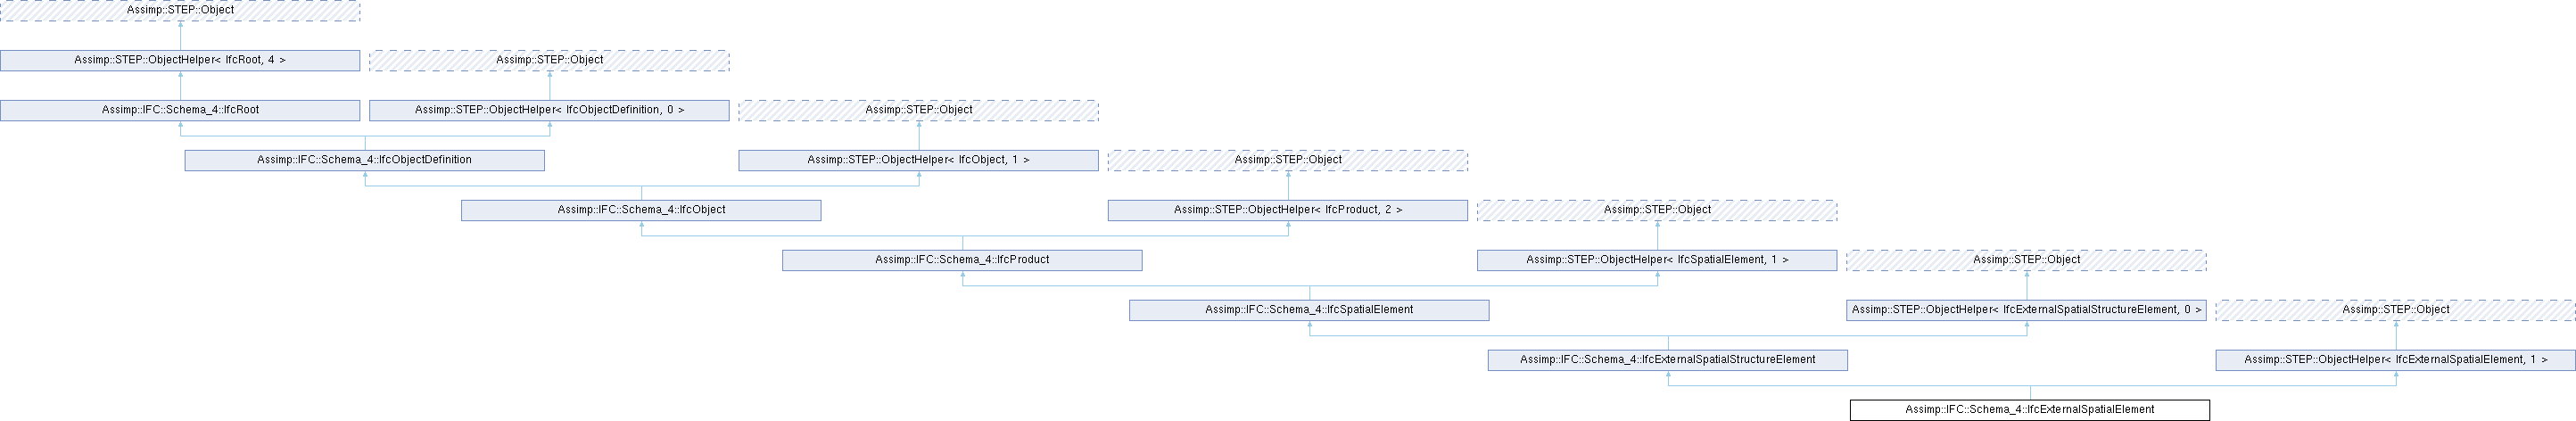 Assimp::STEP::Object
Assimp::STEP::ObjectHelper< IfcRoot, 4 >
Assimp::STEP::Object
Assimp::IFC::Schema_4::IfcRoot
Assimp::STEP::ObjectHelper< IfcObjectDefinition, 0 >
Assimp::STEP::Object
Assimp::IFC::Schema_4::IfcObjectDefinition
Assimp::STEP::ObjectHelper< IfcObject, 1 >
Assimp::STEP::Object
Assimp::IFC::Schema_4::IfcObject
Assimp::STEP::ObjectHelper< IfcProduct, 2 >
Assimp::STEP::Object
Assimp::IFC::Schema_4::IfcProduct
Assimp::STEP::ObjectHelper< IfcSpatialElement, 1 >
Assimp::STEP::Object
Assimp::IFC::Schema_4::IfcSpatialElement
Assimp::STEP::ObjectHelper< IfcExternalSpatialStructureElement, 0 >
Assimp::STEP::Object
Assimp::IFC::Schema_4::IfcExternalSpatialStructureElement
Assimp::STEP::ObjectHelper< IfcExternalSpatialElement, 1 >
Assimp::IFC::Schema_4::IfcExternalSpatialElement